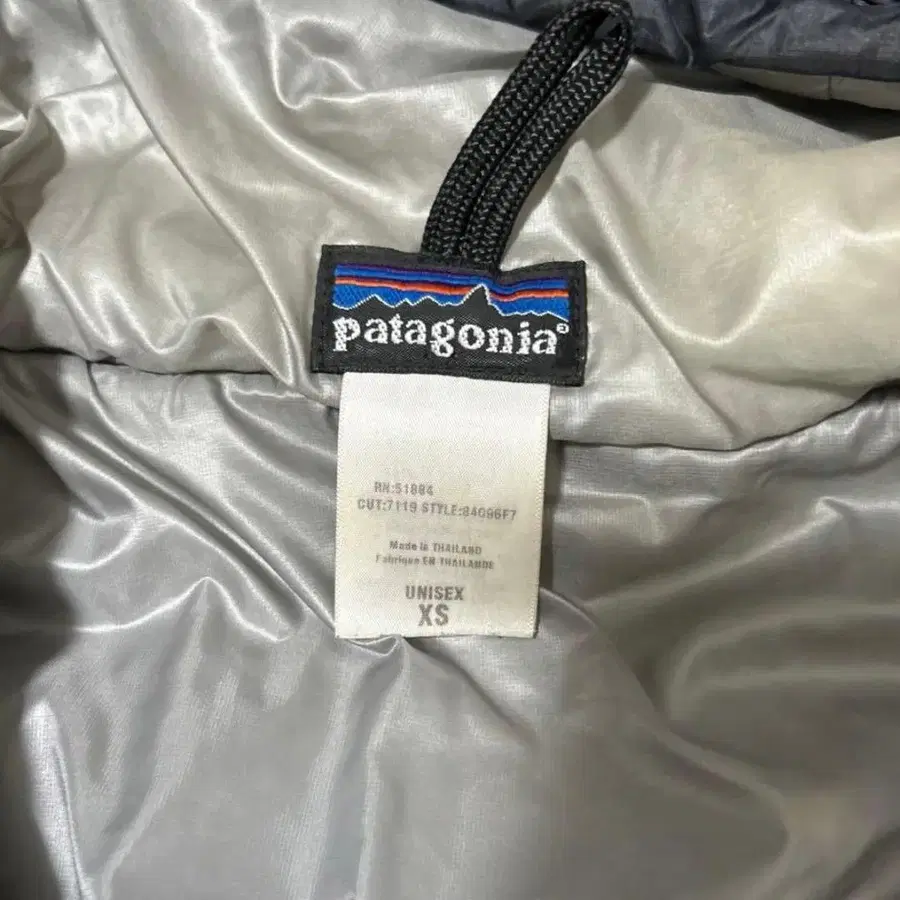 patagonia®
RN:51884
CUT:7119 STYLE:84096F7
Made in THAILAND
Fabrique EN THAILANDE
UNISEX
XS